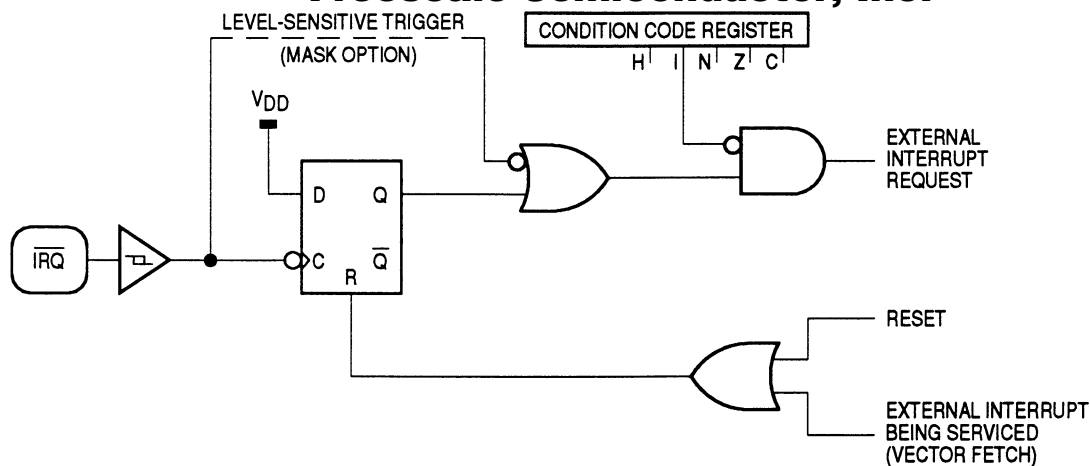 LEVEL-SENSITIVE TRIGGER
(MASK OPTION)
CONDITION CODE REGISTER
H I N Z C
VDD
EXTERNAL
INTERRUPT
REQUEST
D Q
IRQ
C Q
R
RESET
EXTERNAL INTERRUPT
BEING SERVICED
(VECTOR FETCH)